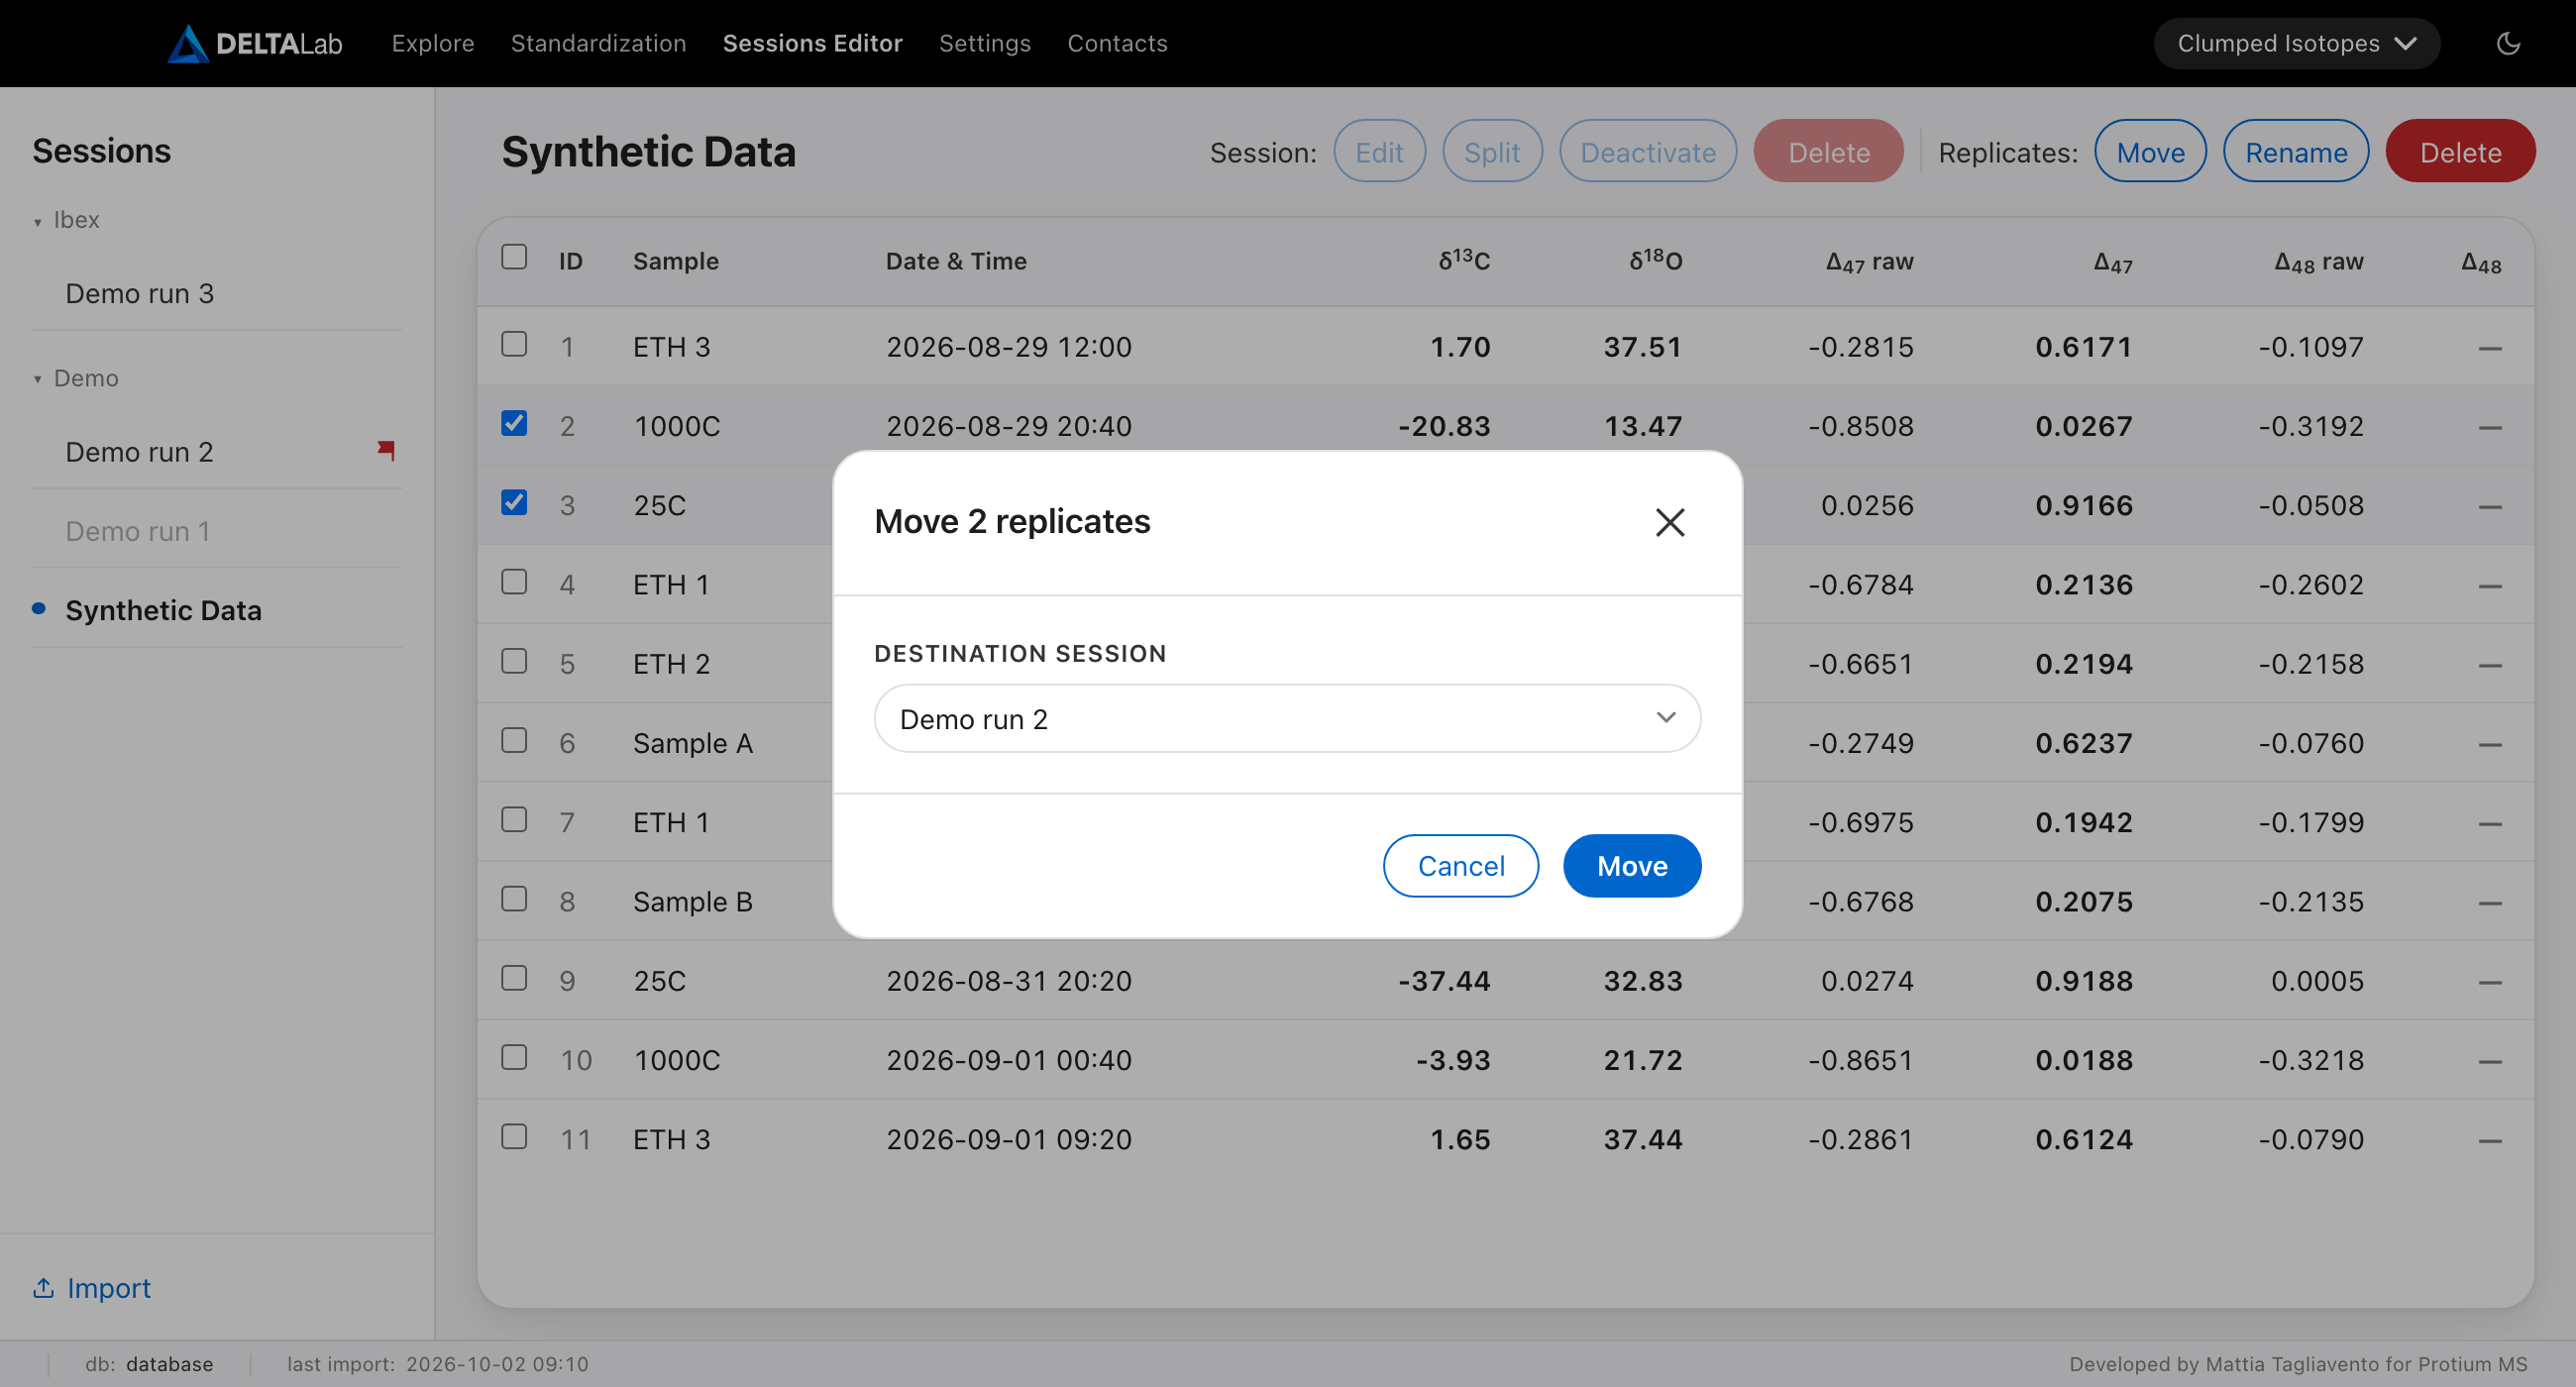 DELTALab Explore Standardization Sessions Editor Settings Contacts Clumped Isotopes
Sessions
Ibex
Demo run 3
Demo
Demo run 2
Demo run 1
Synthetic Data
Import
Synthetic Data
Session: Edit Split Deactivate Delete Replicates: Move Rename Delete
ID Sample Date & Time δ¹³C δ¹⁸O Δ₄₇ raw Δ₄₇ Δ₄₈ raw Δ₄₈
1 ETH 3 2026-08-29 12:00 1.70 37.51 -0.2815 0.6171 -0.1097 —
2 1000C 2026-08-29 20:40 -20.83 13.47 -0.8508 0.0267 -0.3192 —
3 25C 0.0256 0.9166 -0.0508 —
4 ETH 1 -0.6784 0.2136 -0.2602 —
5 ETH 2 -0.6651 0.2194 -0.2158 —
6 Sample A -0.2749 0.6237 -0.0760 —
7 ETH 1 -0.6975 0.1942 -0.1799 —
8 Sample B -0.6768 0.2075 -0.2135 —
9 25C 2026-08-31 20:20 -37.44 32.83 0.0274 0.9188 0.0005 —
10 1000C 2026-09-01 00:40 -3.93 21.72 -0.8651 0.0188 -0.3218 —
11 ETH 3 2026-09-01 09:20 1.65 37.44 -0.2861 0.6124 -0.0790 —
Move 2 replicates
DESTINATION SESSION
Demo run 2
Cancel Move
db: database last import: 2026-10-02 09:10 Developed by Mattia Tagliavento for Protium MS